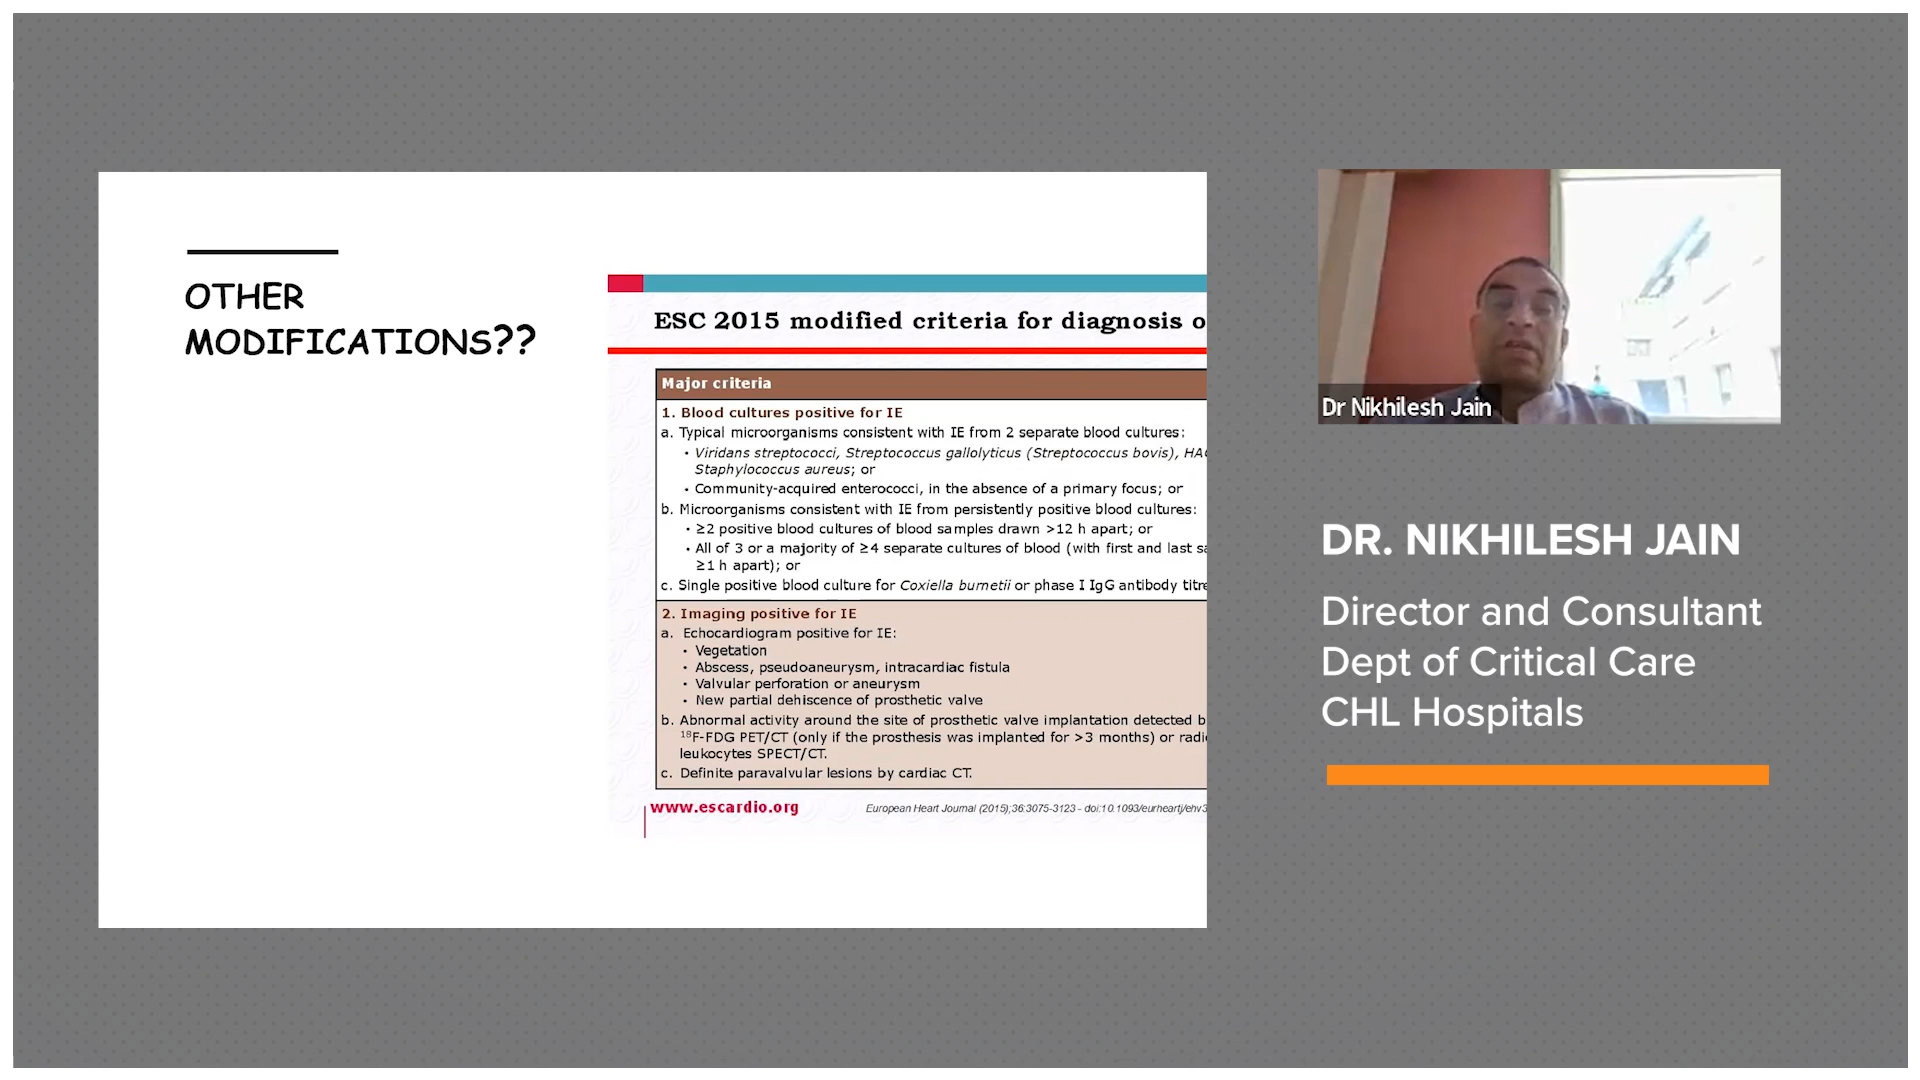 OTHER
MODIFICATIONS??
ESC 2015 modified criteria for diagnosis o
Major criteria
1. Blood cultures positive for IE
a. Typical microorganisms consistent with IE from 2 separate blood cultures:
• Viridans streptococci, Streptococcus gallolyticus (Streptococcus bovis), HA
Staphylococcus aureus; or
• Community-acquired enterococci, in the absence of a primary focus; or
b. Microorganisms consistent with IE from persistently positive blood cultures:
• ≥2 positive blood cultures of blood samples drawn >12 h apart; or
• All of 3 or a majority of ≥4 separate cultures of blood (with first and last s
≥1 h apart); or
c. Single positive blood culture for Coxiella burnetii or phase I IgG antibody titre
2. Imaging positive for IE
a. Echocardiogram positive for IE:
• Vegetation
• Abscess, pseudoaneurysm, intracardiac fistula
• Valvular perforation or aneurysm
• New partial dehiscence of prosthetic valve
b. Abnormal activity around the site of prosthetic valve implantation detected b
¹⁸F-FDG PET/CT (only if the prosthesis was implanted for >3 months) or radi
leukocytes SPECT/CT.
c. Definite paravalvular lesions by cardiac CT.
www.escardio.org
European Heart Journal (2015);36:3075-3123 - doi:10.1093/eurheartj/ehv3
Dr Nikhilesh Jain
DR. NIKHILESH JAIN
Director and Consultant
Dept of Critical Care
CHL Hospitals